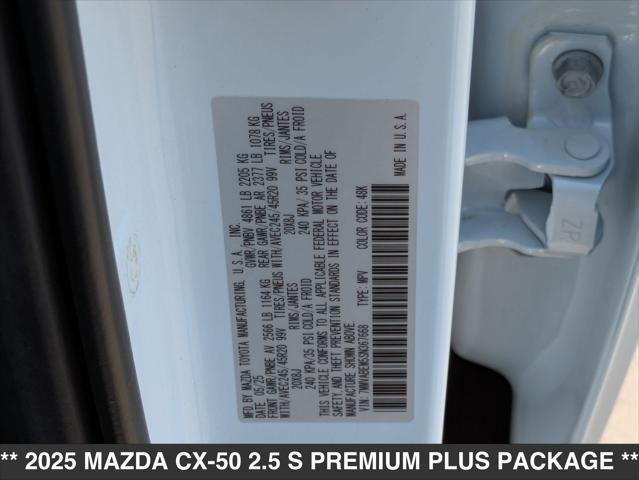 MFD.BY MAZDA TOYOTA MANUFACTURING, U.S.A., INC.
DATE 05/25 GWR/PNBV 4861 LB 2205 KG
FRONT GAWR/PNBE AV 2566 LB 1164 KG REAR GAWR/PNBE AR 2377 LB 1078 KG
WITH/AVEC245/45R20 99V TIRES/PNEUS WITH/AVEC245/45R20 99V TIRES/PNEUS
20X8J RIMS/JANTES 20X8J RIMS/JANTES
240 KPA/35 PSI COLD/A FROID 240 KPA/ 35 PSI COLD/A FROID
THIS VEHICLE CONFORMS TO ALL APPLICABLE FEDERAL MOTOR VEHICLE
SAFETY, AND THEFT PREVENTION STANDARDS IN EFFECT ON THE DATE OF
MANUFACTURE SHOWN ABOVE.
TYPE: MPV COLOR CODE: 48K
MADE IN U.S.A.
ZR
** 2025 MAZDA CX-50 2.5 S PREMIUM PLUS PACKAGE **